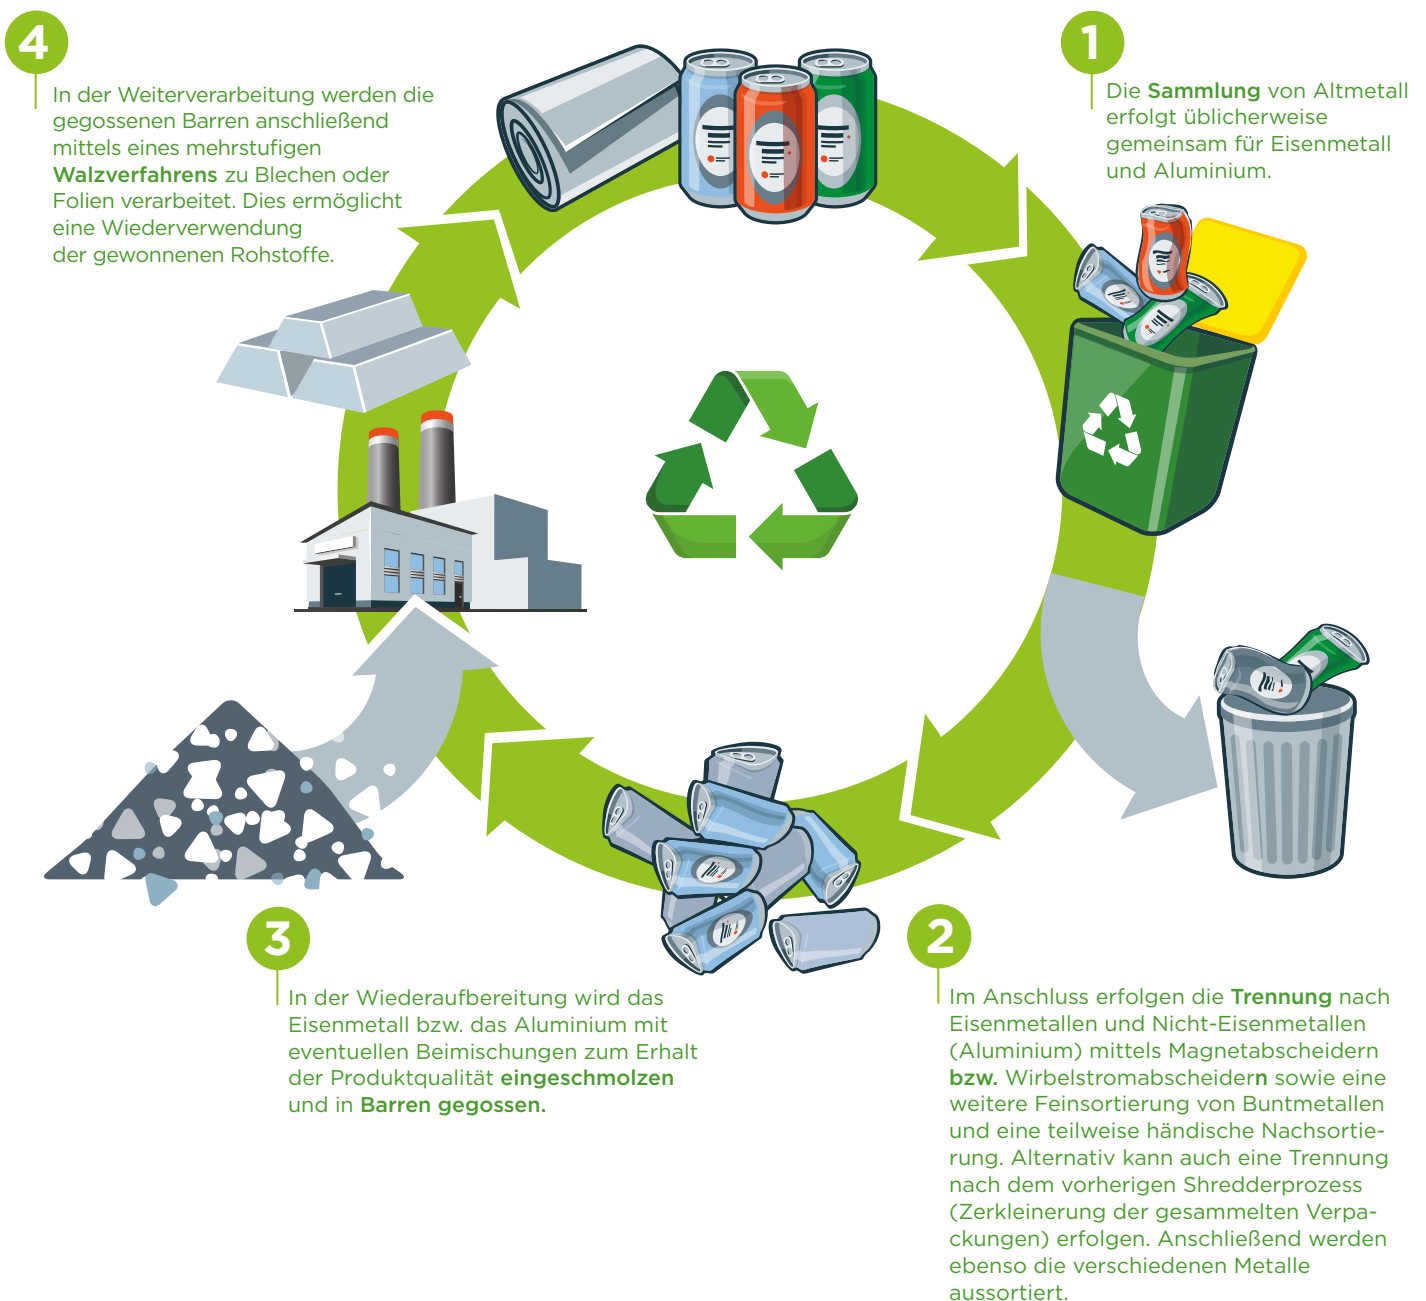 1
Die Sammlung von Altmetall
erfolgt üblicherweise
gemeinsam für Eisenmetall
und Aluminium.
2
Im Anschluss erfolgen die Trennung nach
Eisenmetallen und Nicht-Eisenmetallen
(Aluminium) mittels Magnetabscheidern
bzw. Wirbelstromabscheidern sowie eine
weitere Feinsortierung von Buntmetallen
und eine teilweise händische Nachsortie-
rung. Alternativ kann auch eine Trennung
nach dem vorherigen Shredderprozess
(Zerkleinerung der gesammelten Verpa-
ckungen) erfolgen. Anschließend werden
ebenso die verschiedenen Metalle
aussortiert.
3
In der Wiederaufbereitung wird das
Eisenmetall bzw. das Aluminium mit
eventuellen Beimischungen zum Erhalt
der Produktqualität eingeschmolzen
und in Barren gegossen.
4
In der Weiterverarbeitung werden die
gegossenen Barren anschließend
mittels eines mehrstufigen
Walzverfahrens zu Blechen oder
Folien verarbeitet. Dies ermöglicht
eine Wiederverwendung
der gewonnenen Rohstoffe.